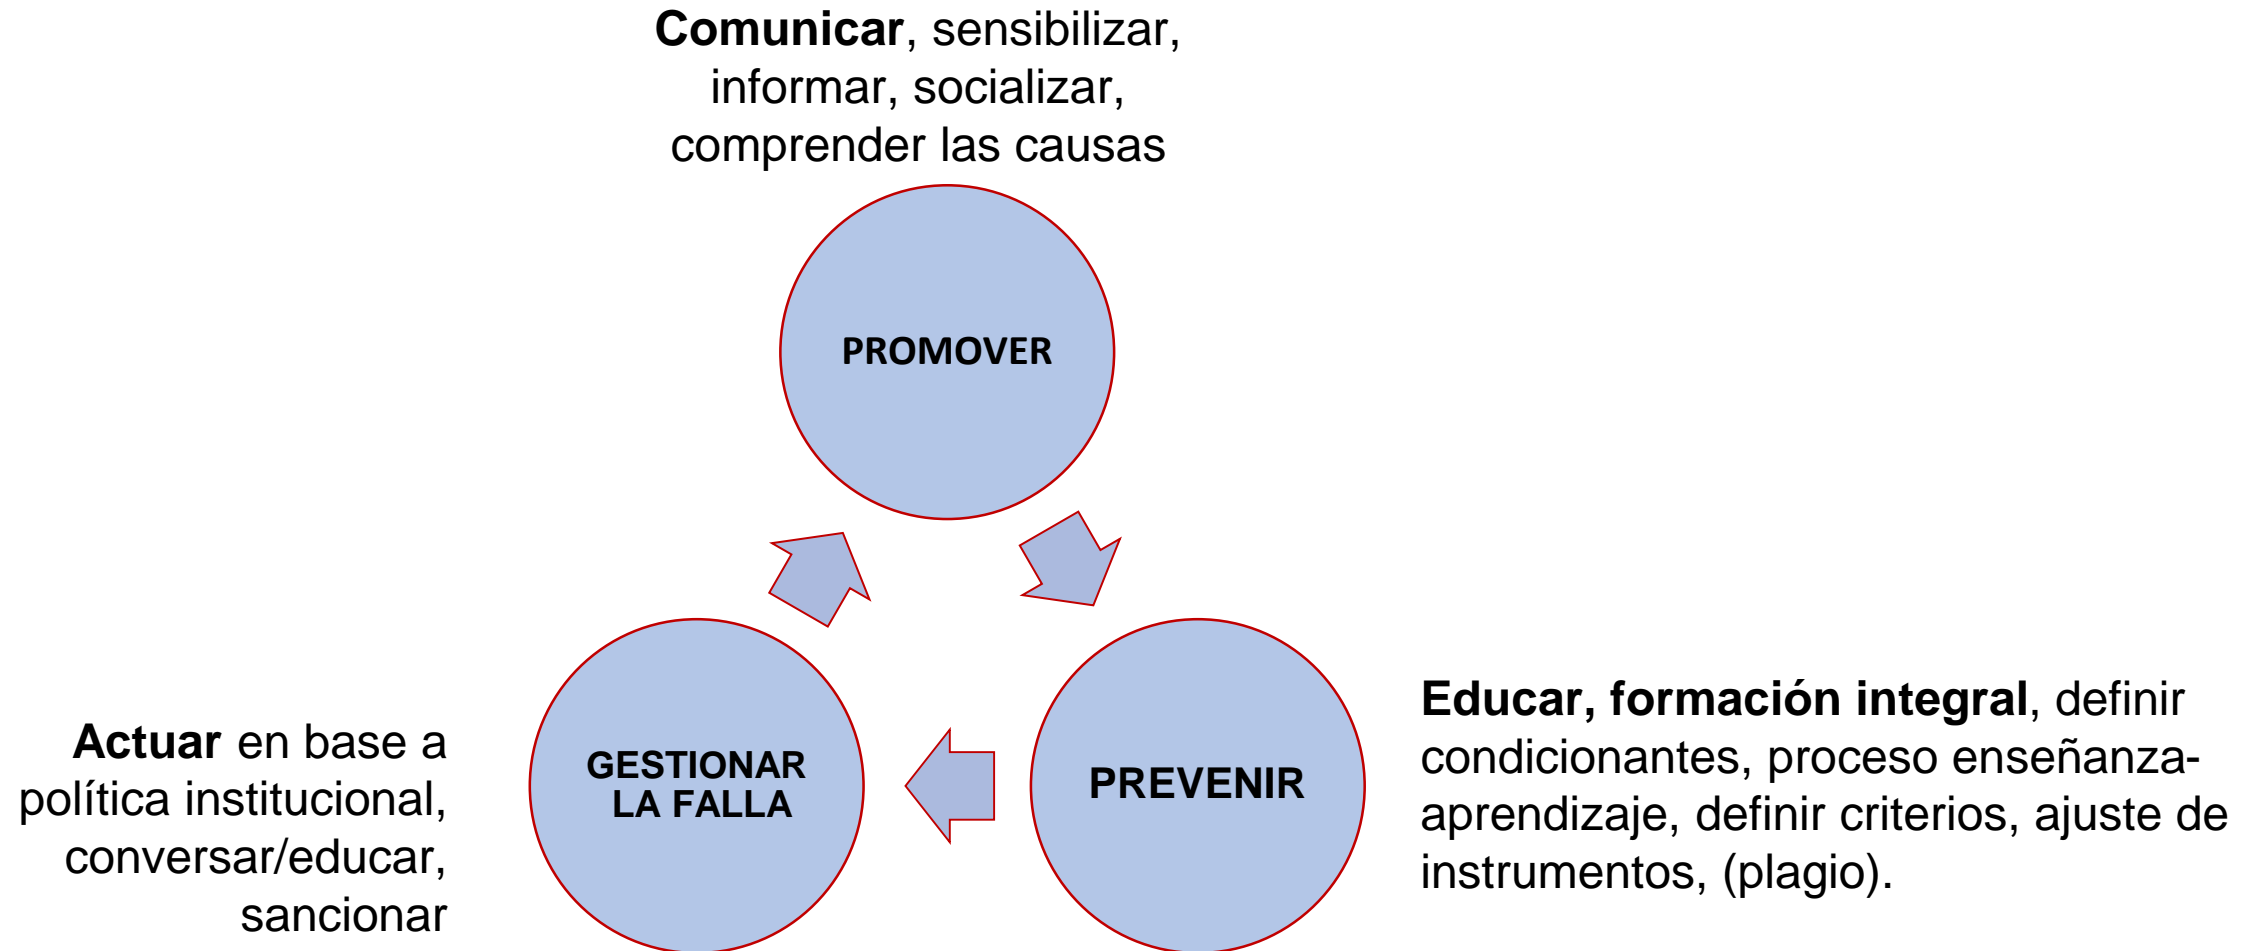 Comunicar, sensibilizar,
informar, socializar,
comprender las causas
PROMOVER
Educar, formación integral, definir
condicionantes, proceso enseñanza-
aprendizaje, definir criterios, ajuste de
instrumentos, (plagio).
PREVENIR
GESTIONAR
LA FALLA
Actuar en base a
política institucional,
conversar/educar,
sancionar